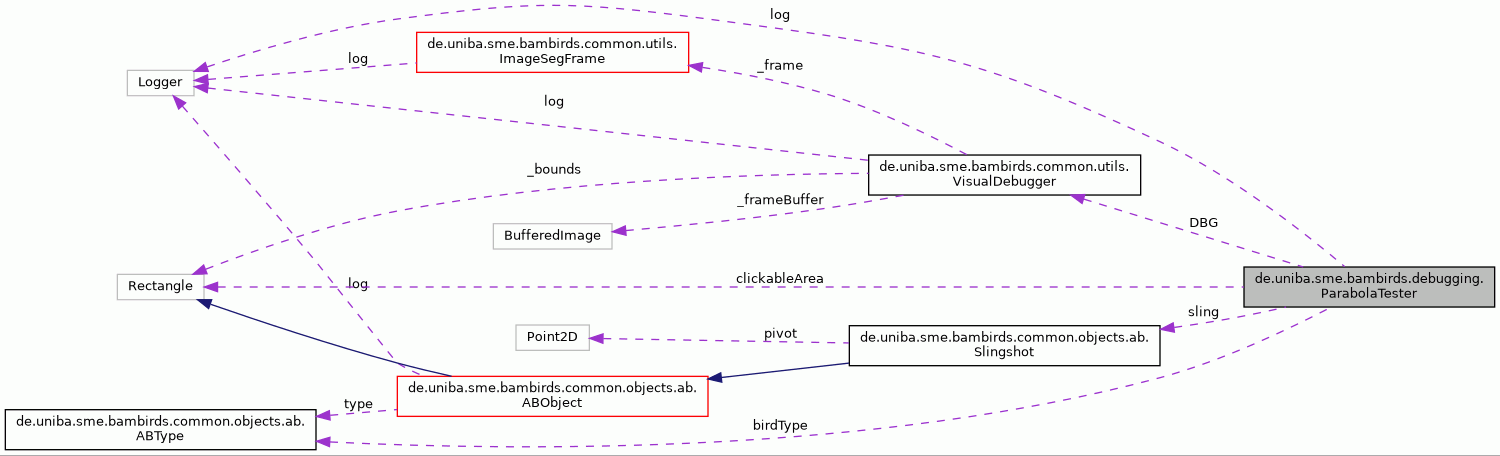 log
de.uniba.sme.bambirds.common.utils.
ImageSegFrame
log
_frame
Logger
log
_bounds
de.uniba.sme.bambirds.common.utils.
VisualDebugger
_frameBuffer
DBG
BufferedImage
Rectangle
log
clickableArea
de.uniba.sme.bambirds.debugging.
ParabolaTester
sling
Point2D
pivot
de.uniba.sme.bambirds.common.objects.ab.
Slingshot
de.uniba.sme.bambirds.common.objects.ab.
ABObject
type
de.uniba.sme.bambirds.common.objects.ab.
ABType
birdType